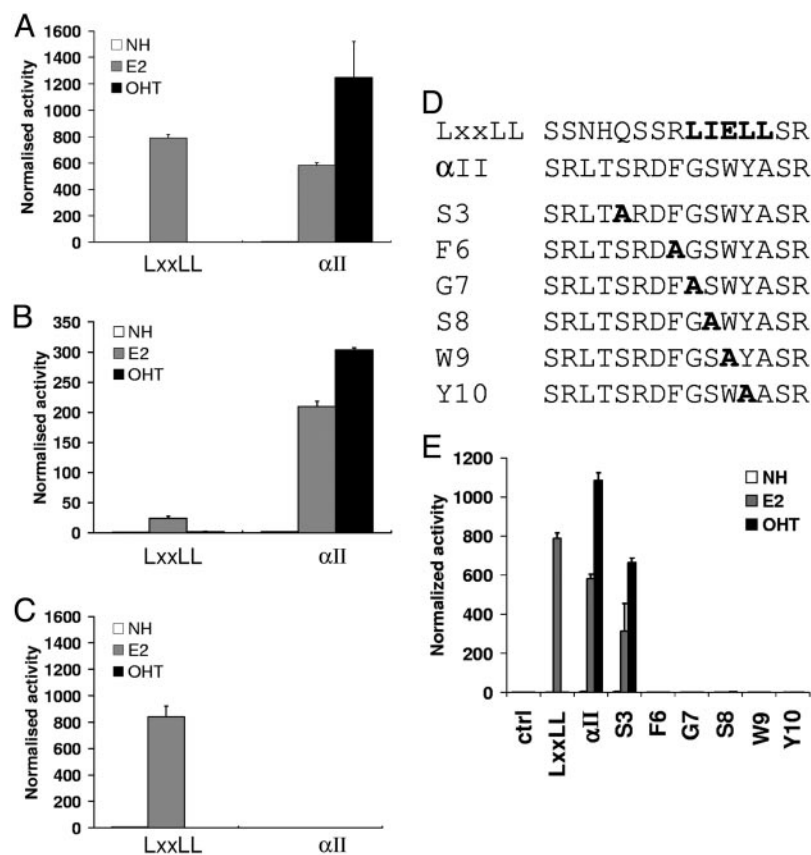 A
Normalised activity
1600
1400
1200
1000
800
600
400
200
0
NH
E2
OHT
LxxLL αII
B
Normalised activity
350
300
250
200
150
100
50
0
NH
E2
OHT
LxxLL αII
C
Normalised activity
1600
1400
1200
1000
800
600
400
200
0
NH
E2
OHT
LxxLL αII
D
LxxLL SSNHQSSRLIELLSR
αII SRLTSRDFGSWYASR
S3 SRLTARDFGSWYASR
F6 SRLTSRDAGSWYASR
G7 SRLTSRDFASWYASR
S8 SRLTSRDFGAWYASR
W9 SRLTSRDFGSAYASR
Y10 SRLTSRDFGSWAASR
E
Normalized activity
1200
1000
800
600
400
200
0
NH
E2
OHT
ctrl LxxLL αII S3 F6 G7 S8 W9 Y10